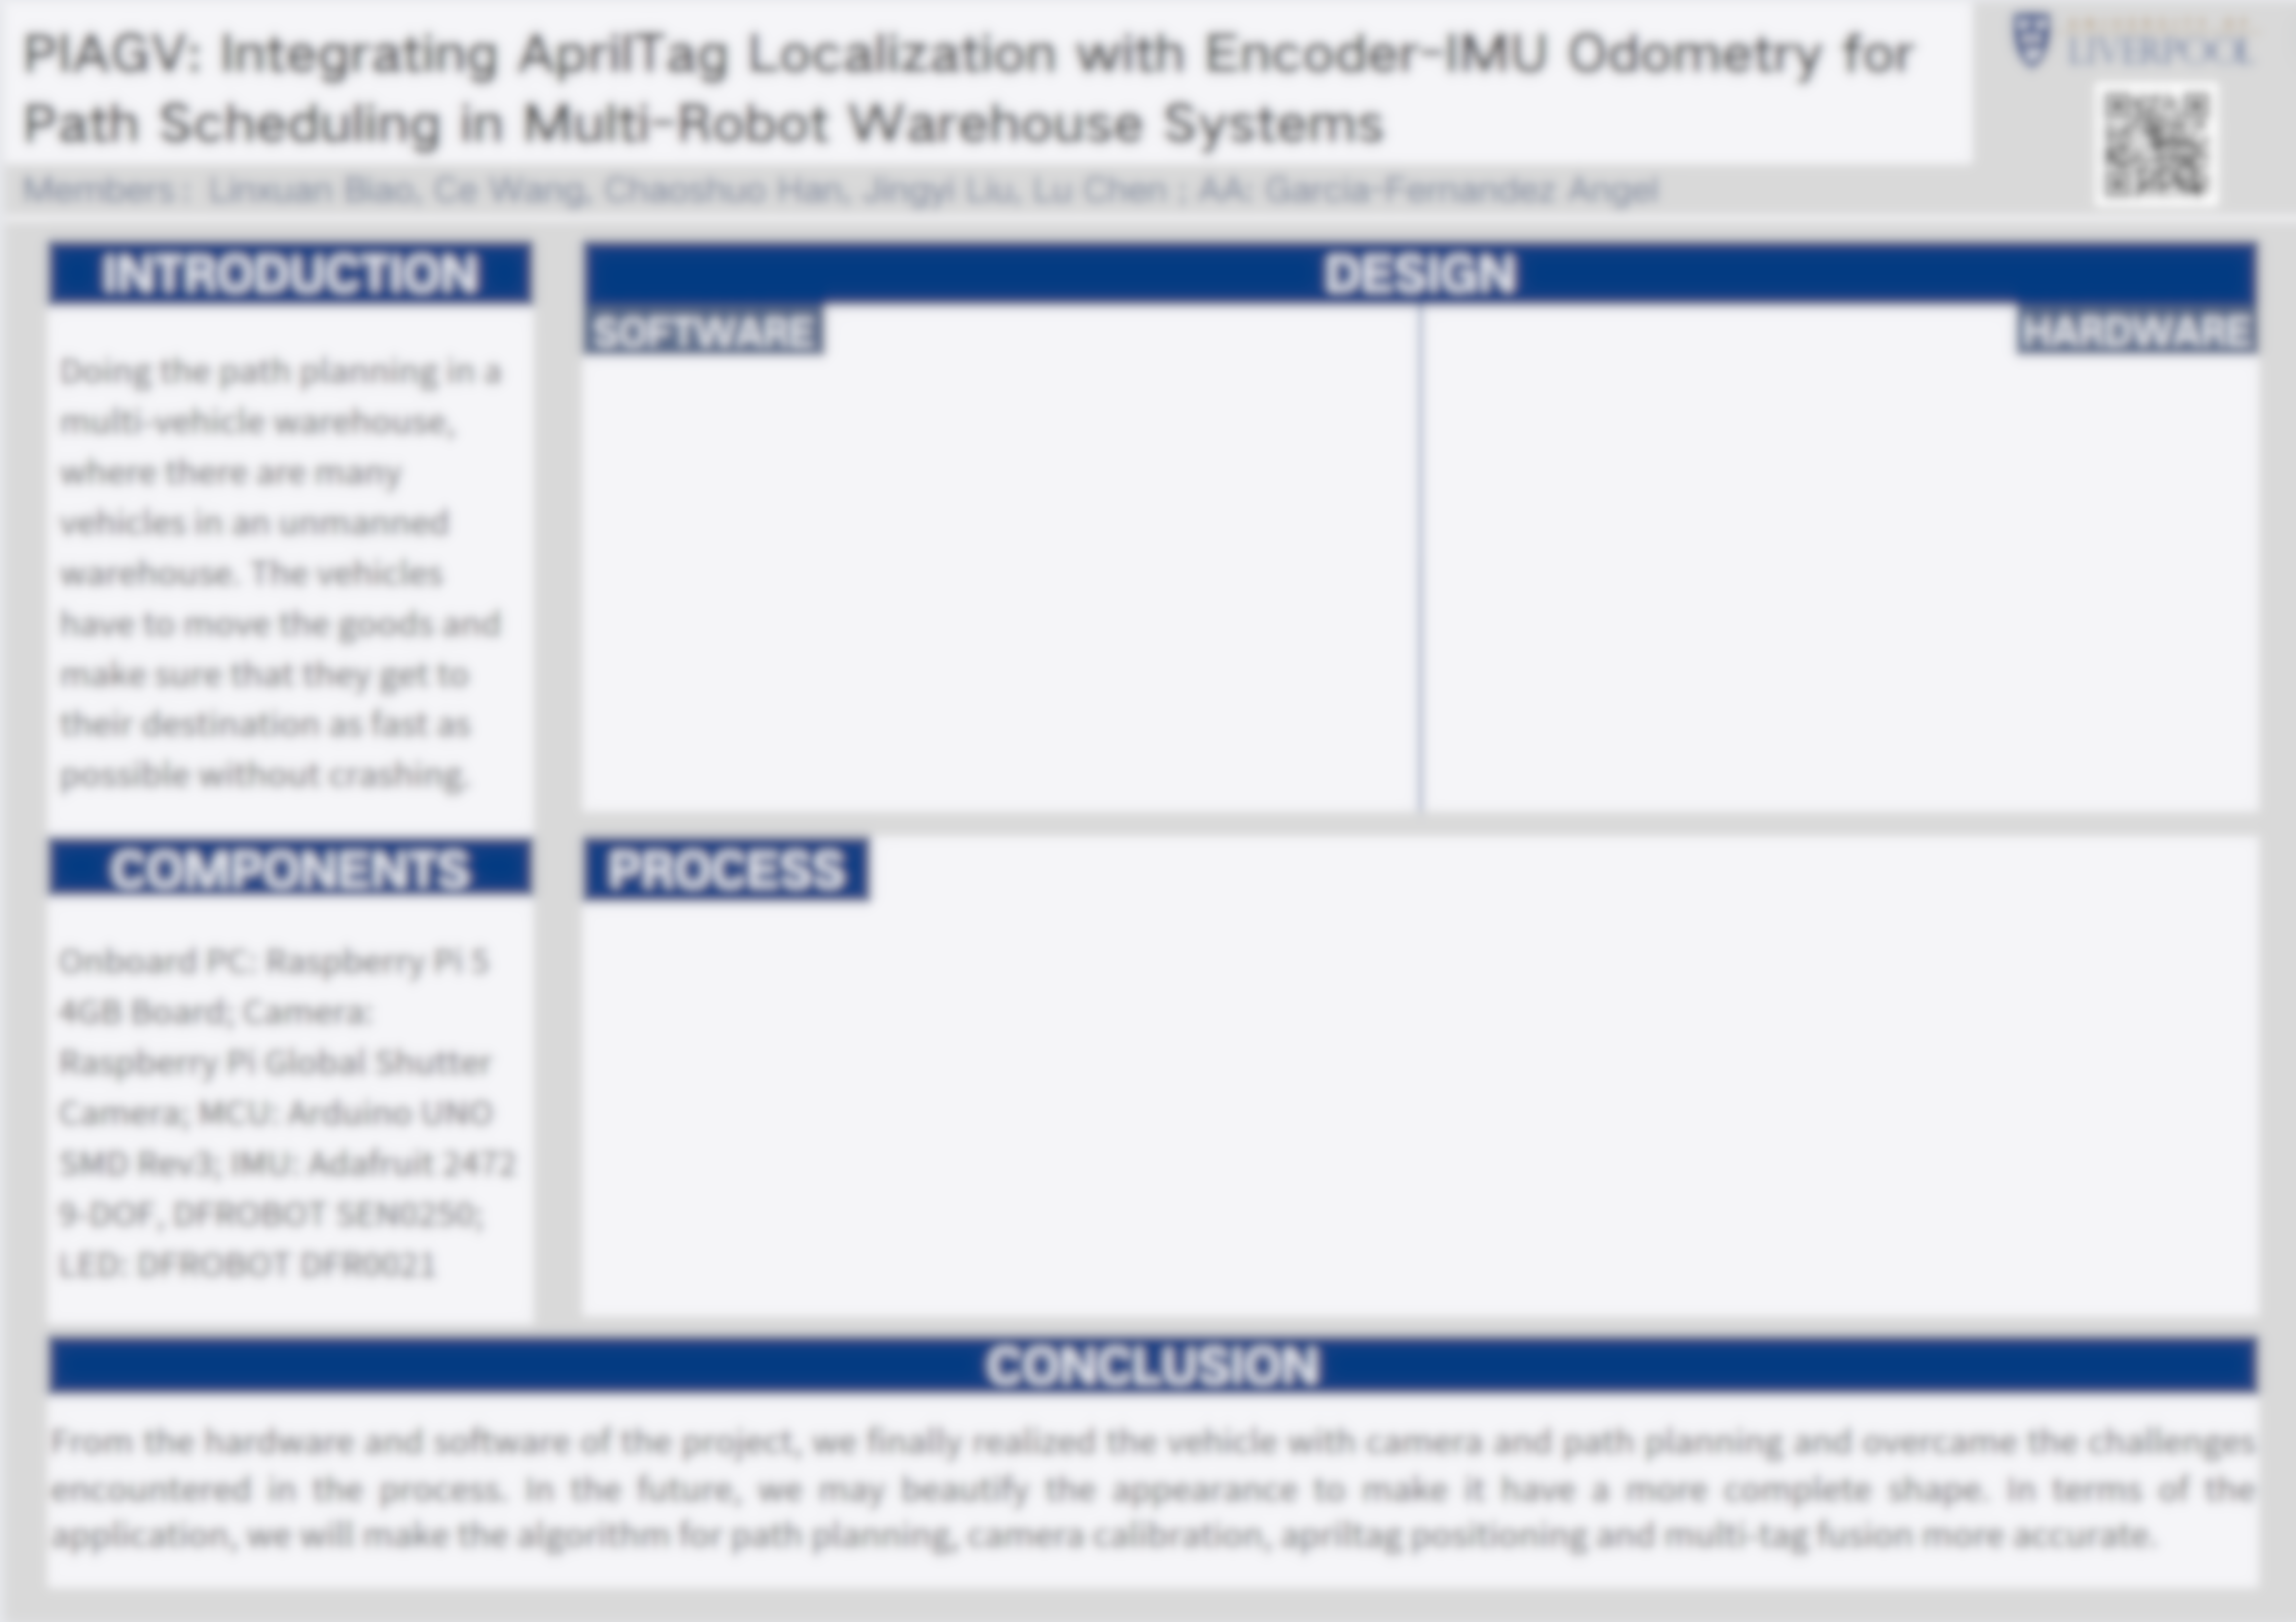 PIAGV: Integrating AprilTag Localization with Encoder-IMU Odometry for
Path Scheduling in Multi-Robot Warehouse Systems
UNIVERSITY OF
LIVERPOOL
Members: Linxuan Biao, Ce Wang, Chaoshuo Han, Jingyi Liu, Lu Chen ; AA: Garcia-Fernandez Angel
INTRODUCTION
Doing the path planning in a
multi-vehicle warehouse,
where there are many
vehicles in an unmanned
warehouse. The vehicles
have to move the goods and
make sure that they get to
their destination as fast as
possible without crashing.
COMPONENTS
Onboard PC: Raspberry Pi 5
4GB Board; Camera:
Raspberry Pi Global Shutter
Camera; MCU: Arduino UNO
SMD Rev3; IMU: Adafruit 2472
9-DOF, DFROBOT SEN0250;
LED: DFROBOT DFR0021
DESIGN
SOFTWARE
HARDWARE
PROCESS
CONCLUSION
From the hardware and software of the project, we finally realized the vehicle with camera and path planning and overcame the challenges
encountered in the process. In the future, we may beautify the appearance to make it have a more complete shape. In terms of the
application, we will make the algorithm for path planning, camera calibration, apriltag positioning and multi-tag fusion more accurate.